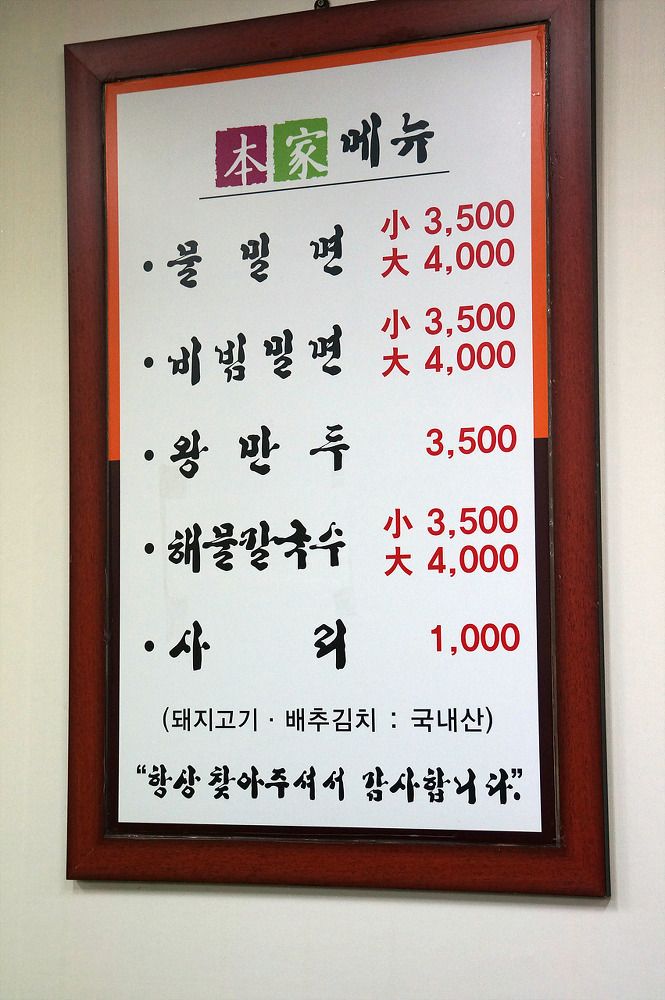 本家 메뉴
• 물밀면 小 3,500
大 4,000
• 비빔밀면 小 3,500
大 4,000
• 왕만두 3,500
• 해물칼국수 小 3,500
大 4,000
• 사리 1,000
(돼지고기 · 배추김치 : 국내산)
“항상 찾아주셔서 감사합니다.”